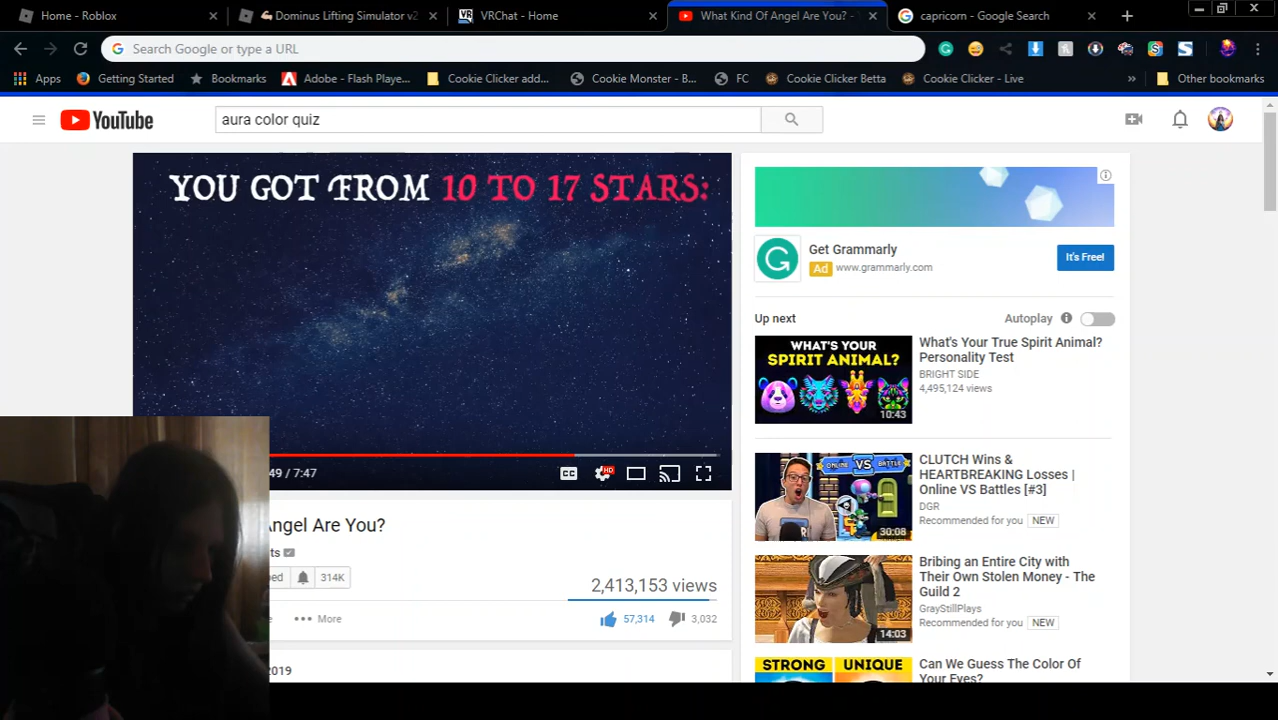 Home - Roblox
Dominus Lifting Simulator v2
VRChat - Home
What Kind Of Angel Are You? -
capricorn - Google Search
Search Google or type a URL
Apps
Getting Started
Bookmarks
Adobe - Flash Player...
Cookie Clicker add...
Cookie Monster - B...
FC
Cookie Clicker Betta
Cookie Clicker - Live
Other bookmarks
YouTube
aura color quiz
YOU GOT FROM 10 TO 17 STARS:
Get Grammarly
Ad www.grammarly.com
It's Free!
Up next
Autoplay
WHAT'S YOUR
SPIRIT ANIMAL?
10:43
What's Your True Spirit Animal?
Personality Test
BRIGHT SIDE
4,495,124 views
ONLINE VS BATTLE
30:08
CLUTCH Wins &
HEARTBREAKING Losses |
Online VS Battles [#3]
DGR
Recommended for you NEW
14:03
Bribing an Entire City with
Their Own Stolen Money - The
Guild 2
GrayStillPlays
Recommended for you NEW
STRONG UNIQUE
Can We Guess The Color Of
Your Eyes?
49 / 7:47
CC
HD
Angel Are You?
ts
bed 314K
2,413,153 views
More
57,314
3,032
2019